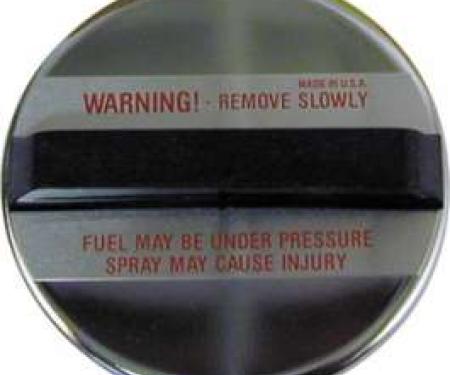 MADE IN U.S.A.
WARNING! - REMOVE SLOWLY
FUEL MAY BE UNDER PRESSURE
SPRAY MAY CAUSE INJURY